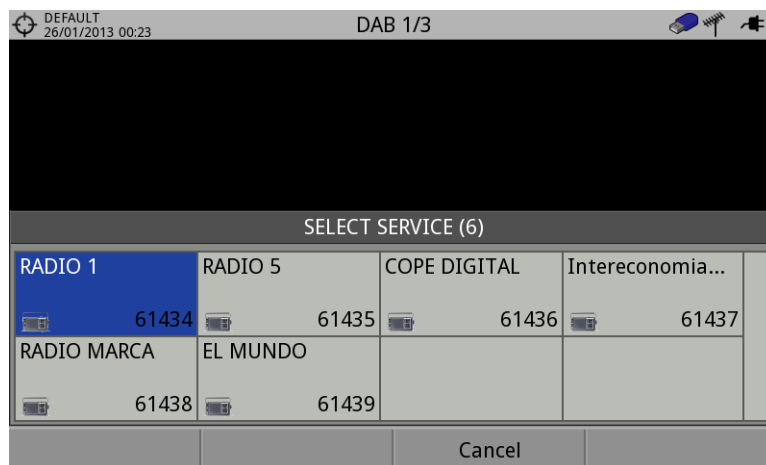 DEFAULT
26/01/2013 00:23
DAB 1/3
SELECT SERVICE (6)
RADIO 1
61434
RADIO 5
61435
COPE DIGITAL
61436
Intereconomia...
61437
RADIO MARCA
61438
EL MUNDO
61439
Cancel